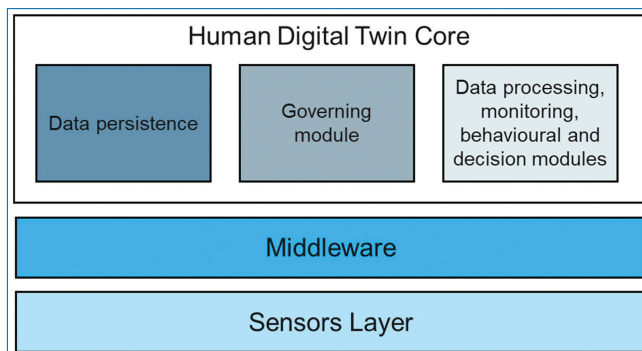 Human Digital Twin Core
Data persistence
Governing
module
Data processing,
monitoring,
behavioural and
decision modules
Middleware
Sensors Layer